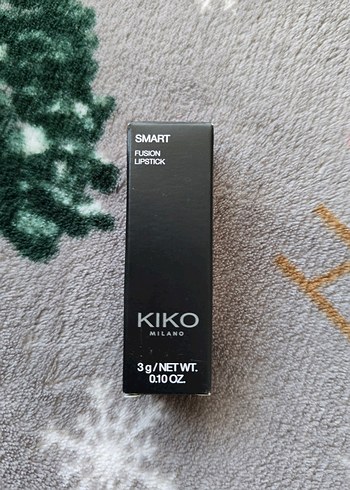 SMART
FUSION
LIPSTICK
KIKO
MILANO
3 g / NET WT.
0.10 OZ.